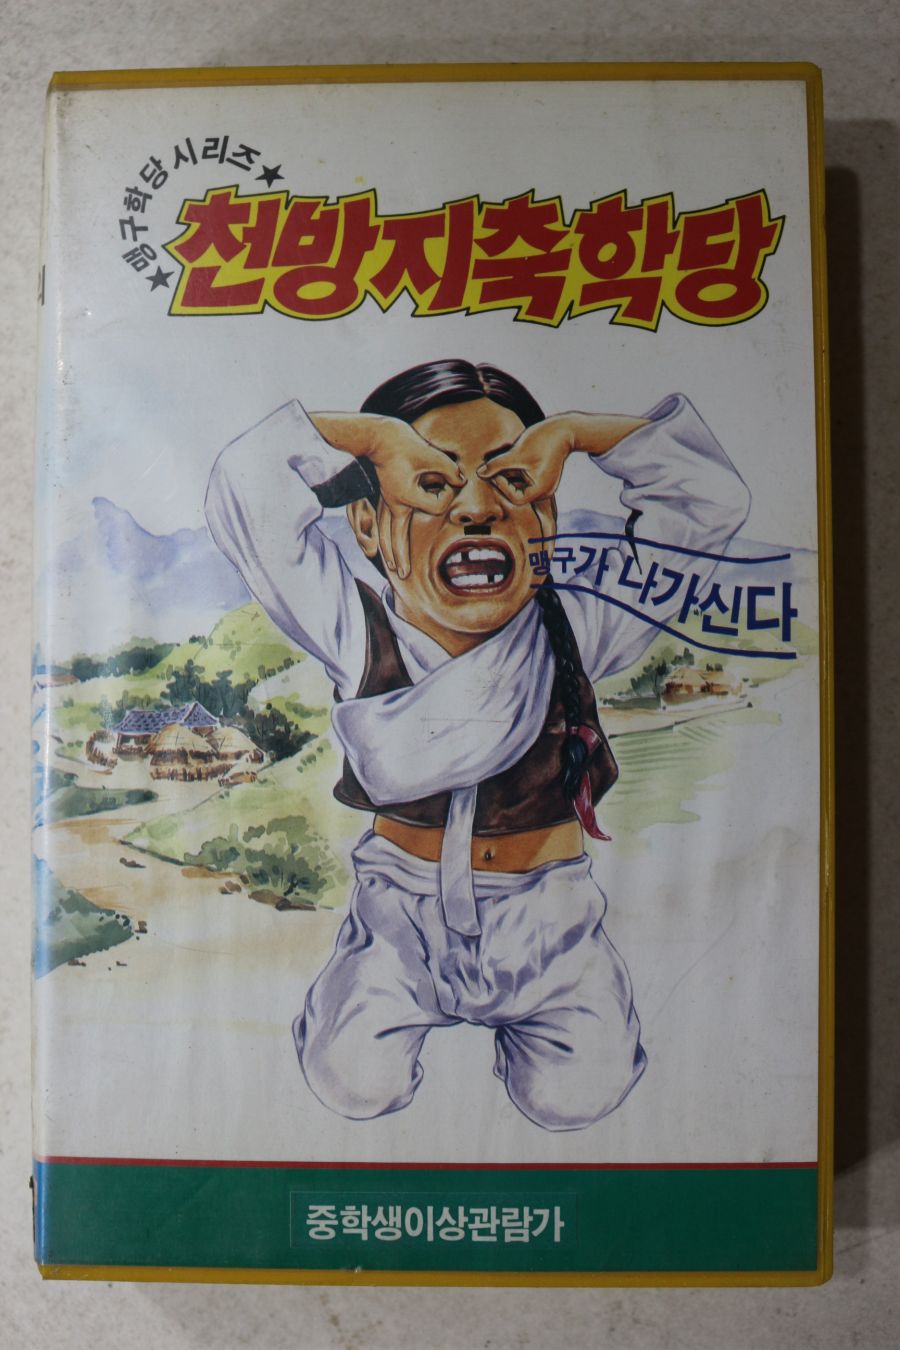 ★맹구학당시리즈★
천방지축학당
맹구가 나가신다
중학생이상관람가